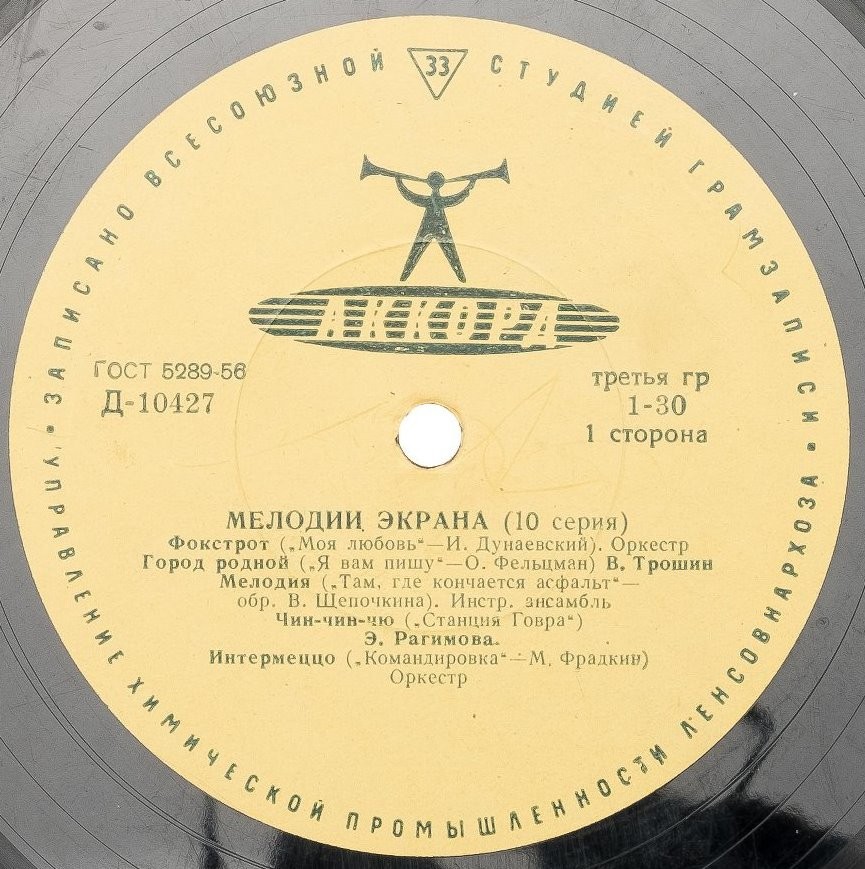 ЗАПИСАНО ВСЕСОЮЗНОЙ 33 СТУДИЕЙ ГРАМЗАПИСИ •
АККОРД
ГОСТ 5289-56
Д-10427
третья гр
1-30
1 сторона
МЕЛОДИИ ЭКРАНА (10 серия)
Фокстрот („Моя любовь“—И. Дунаевский). Оркестр
Город родной („Я вам пишу“—О. Фельцман) В. Трошин
Мелодия („Там, где кончается асфальт“—
обр. В. Щепочкина). Инстр. ансамбль
Чин-чин-чю („Станция Говра“)
Э. Рагимова.
Интермеццо („Командировка“—М. Фрадкин)
Оркестр
УПРАВЛЕНИЕ ХИМИЧЕСКОЙ ПРОМЫШЛЕННОСТИ ЛЕНСОВНАРХОЗА •